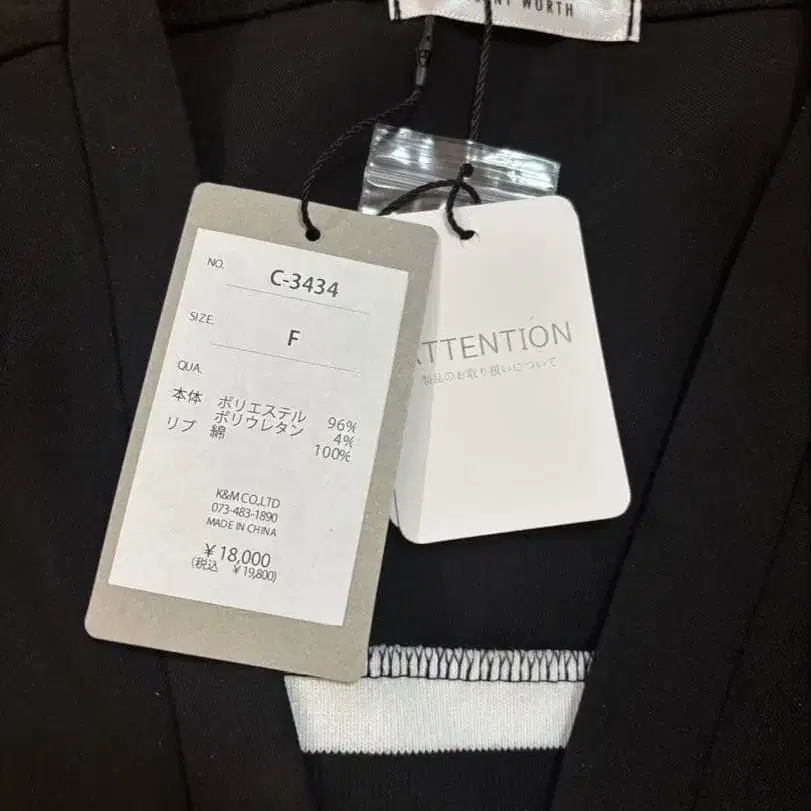 WORTH
NO. C-3434
SIZE. F
QUA.
本体 ポリエステル 96%
ポリウレタン 4%
リブ 綿 100%
K&M CO.,LTD
073-483-1890
MADE IN CHINA
¥18,000
(税込 ¥19,800)
ATTENTION
製品のお取り扱いについて